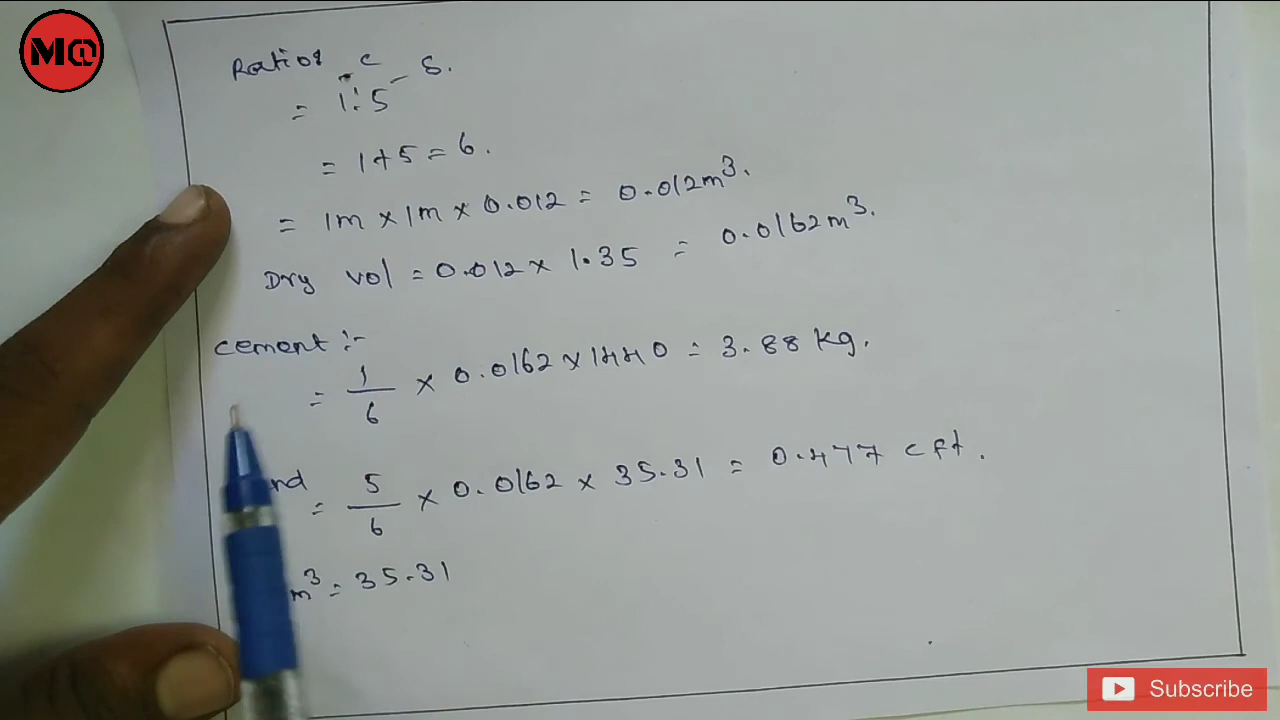 M@
Ratios C S.
= 1:5
= 1+5=6.
= 1m × 1m × 0.012 = 0.012m³.
Dry vol = 0.012 × 1.35 = 0.0162m³.
cement :-
= 1/6 × 0.0162 × 1440 = 3.88 kg.
nd
= 5/6 × 0.0162 × 35.31 = 0.477 cft.
m³ = 35.31
Subscribe